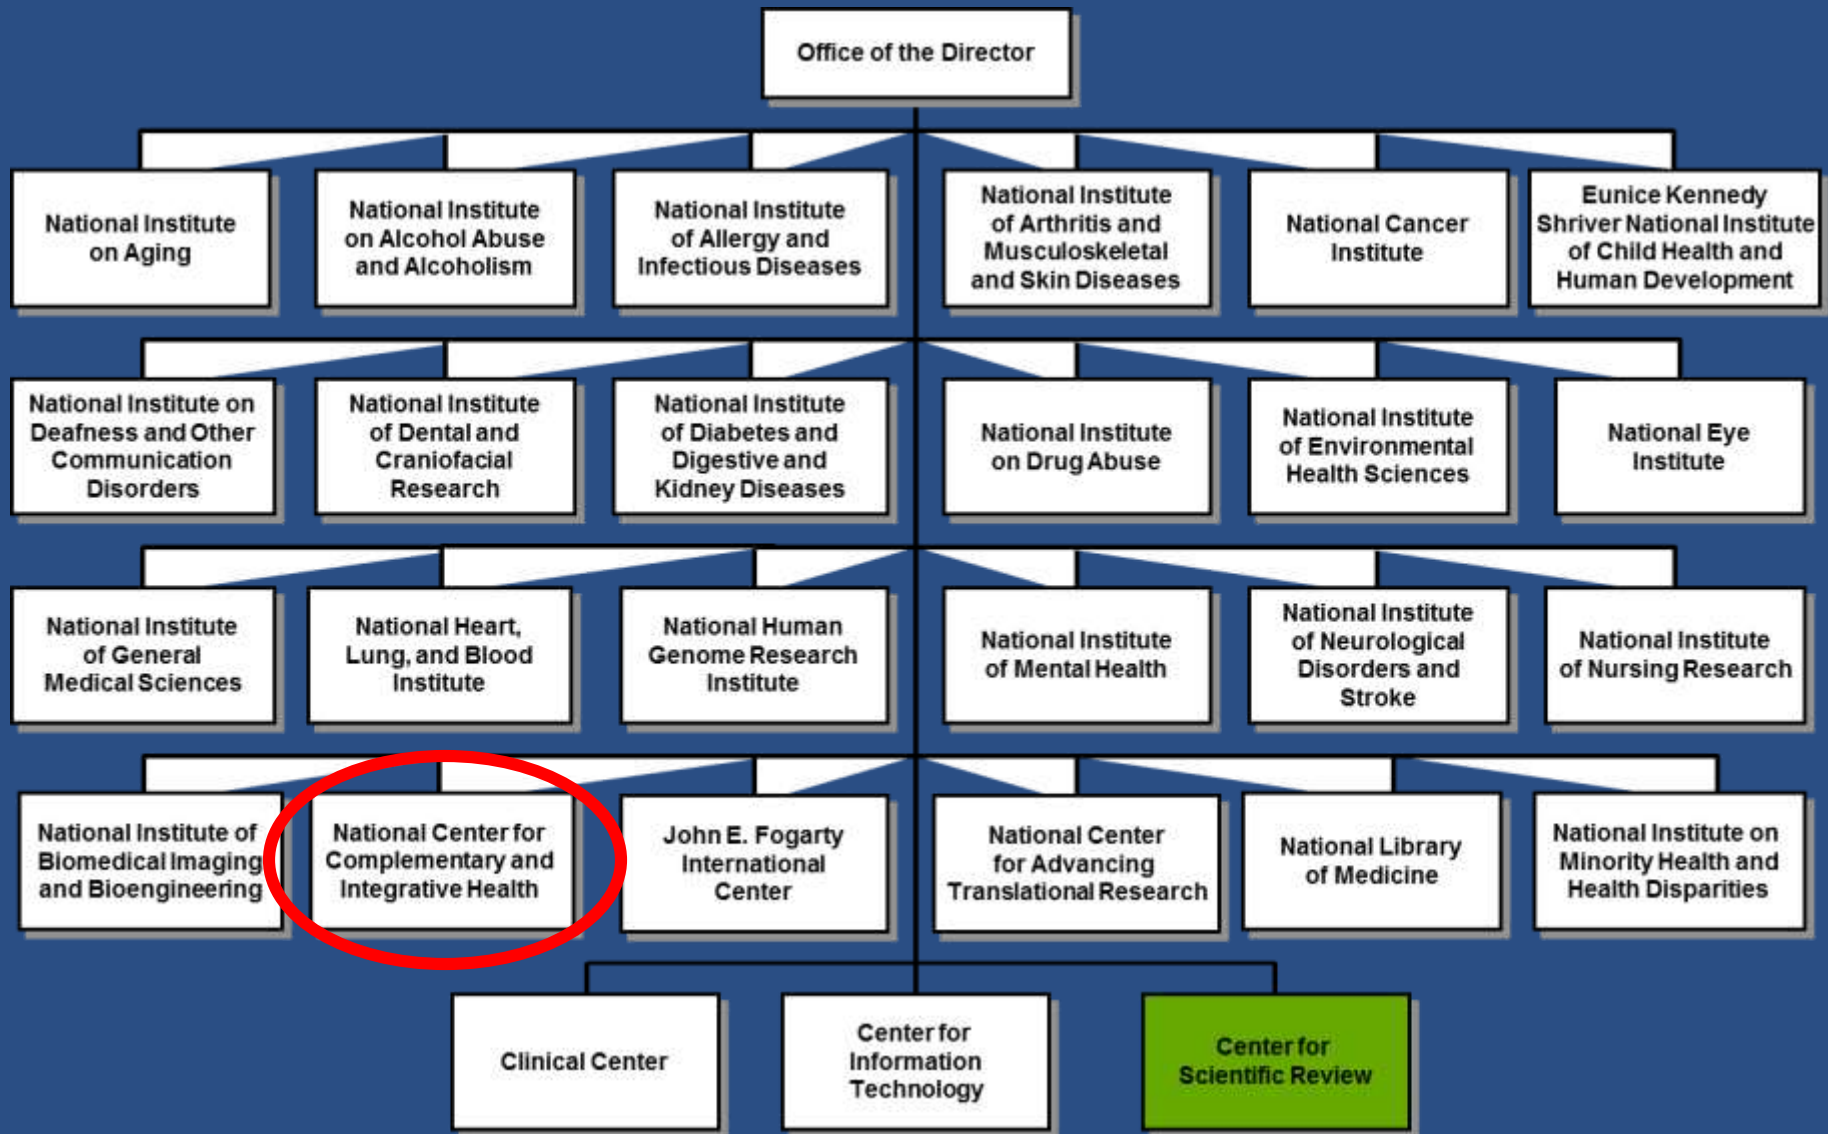 Office of the Director
National Institute
on Aging
National Institute
on Alcohol Abuse
and Alcoholism
National Institute
of Allergy and
Infectious Diseases
National Institute
of Arthritis and
Musculoskeletal
and Skin Diseases
National Cancer
Institute
Eunice Kennedy
Shriver National Institute
of Child Health and
Human Development
National Institute on
Deafness and Other
Communication
Disorders
National Institute
of Dental and
Craniofacial
Research
National Institute
of Diabetes and
Digestive and
Kidney Diseases
National Institute
on Drug Abuse
National Institute
of Environmental
Health Sciences
National Eye
Institute
National Institute
of General
Medical Sciences
National Heart,
Lung, and Blood
Institute
National Human
Genome Research
Institute
National Institute
of Mental Health
National Institute
of Neurological
Disorders and
Stroke
National Institute
of Nursing Research
National Institute of
Biomedical Imaging
and Bioengineering
National Center for
Complementary and
Integrative Health
John E. Fogarty
International
Center
National Center
for Advancing
Translational Research
National Library
of Medicine
National Institute on
Minority Health and
Health Disparities
Clinical Center
Center for
Information
Technology
Center for
Scientific Review